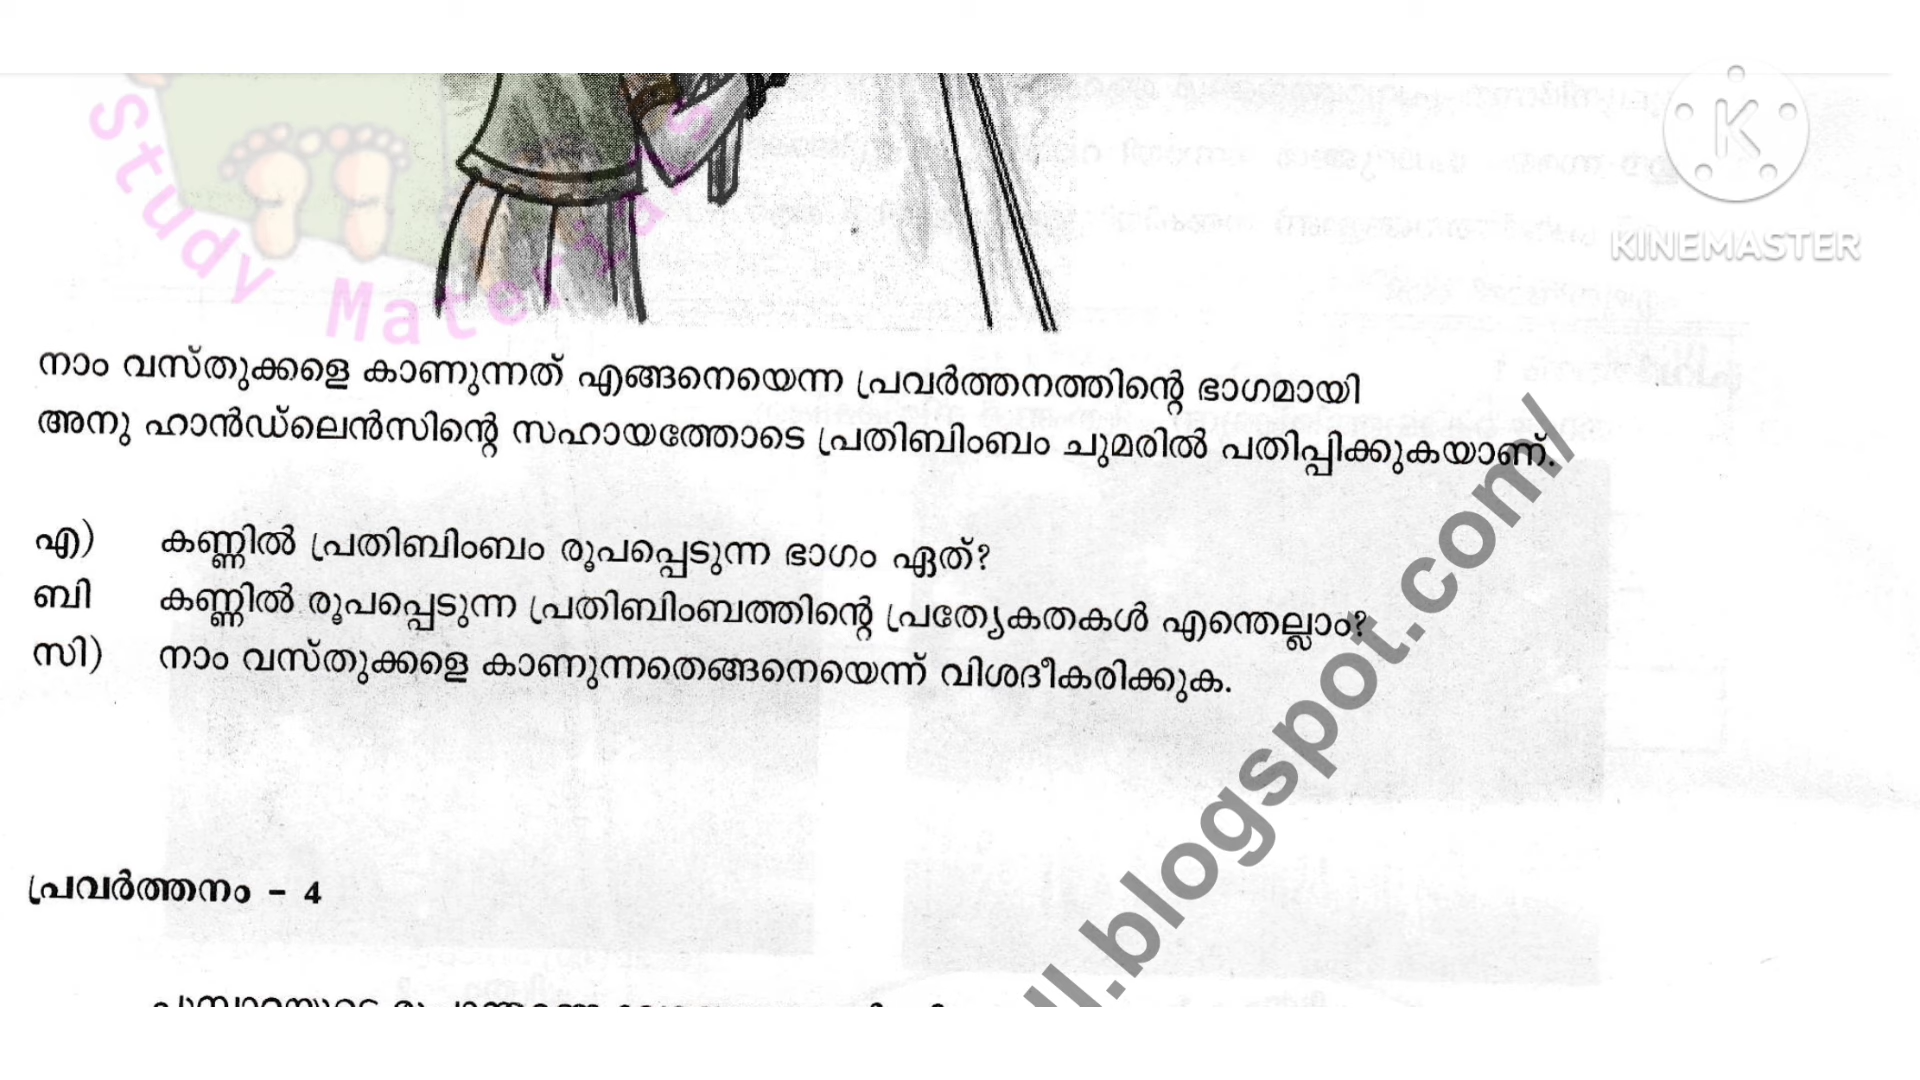 Study Materials
K
KINEMASTER
നാം വസ്തുക്കളെ കാണുന്നത് എങ്ങനെയെന്ന പ്രവർത്തനത്തിന്റെ ഭാഗമായി
അനു ഹാൻഡ്‌ലെൻസിന്റെ സഹായത്തോടെ പ്രതിബിംബം ചുമരിൽ പതിപ്പിക്കുകയാണ്.
എ) കണ്ണിൽ പ്രതിബിംബം രൂപപ്പെടുന്ന ഭാഗം ഏത്?
ബി കണ്ണിൽ രൂപപ്പെടുന്ന പ്രതിബിംബത്തിന്റെ പ്രത്യേകതകൾ എന്തെല്ലാം?
സി) നാം വസ്തുക്കളെ കാണുന്നതെങ്ങനെയെന്ന് വിശദീകരിക്കുക.
ll.blogspot.com/
പ്രവർത്തനം - 4